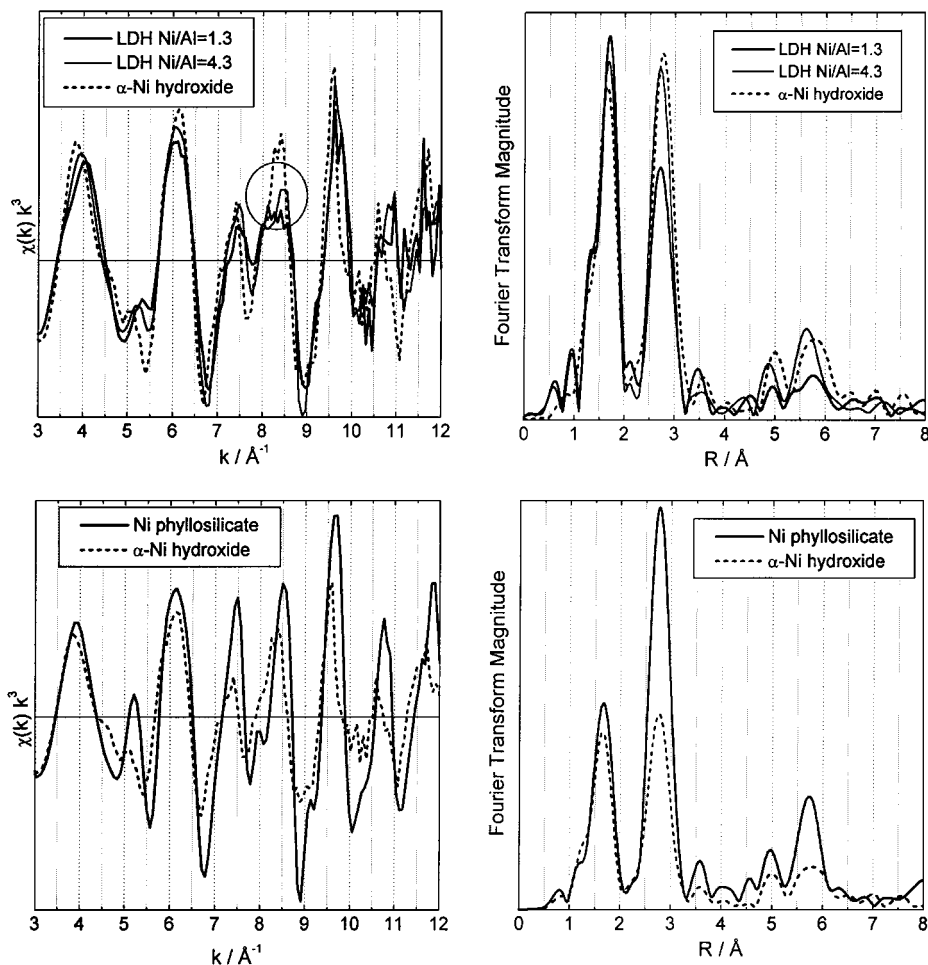 LDH Ni/Al=1.3
LDH Ni/Al=4.3
α-Ni hydroxide
χ(k) k³
3 4 5 6 7 8 9 10 11 12
k / Å⁻¹
LDH Ni/Al=1.3
LDH Ni/Al=4.3
α-Ni hydroxide
Fourier Transform Magnitude
0 1 2 3 4 5 6 7 8
R / Å
Ni phyllosilicate
α-Ni hydroxide
χ(k) k³
3 4 5 6 7 8 9 10 11 12
k / Å⁻¹
Ni phyllosilicate
α-Ni hydroxide
Fourier Transform Magnitude
0 1 2 3 4 5 6 7 8
R / Å